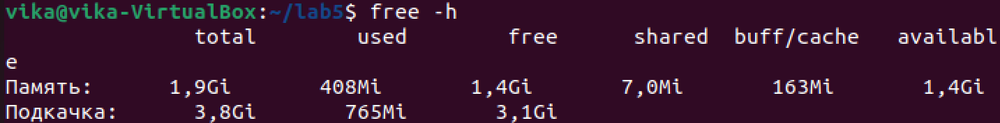 vika@vika-VirtualBox:~/lab5$ free -h
total used free shared buff/cache availabl
e
Память: 1,9Gi 408Mi 1,4Gi 7,0Mi 163Mi 1,4Gi
Подкачка: 3,8Gi 765Mi 3,1Gi